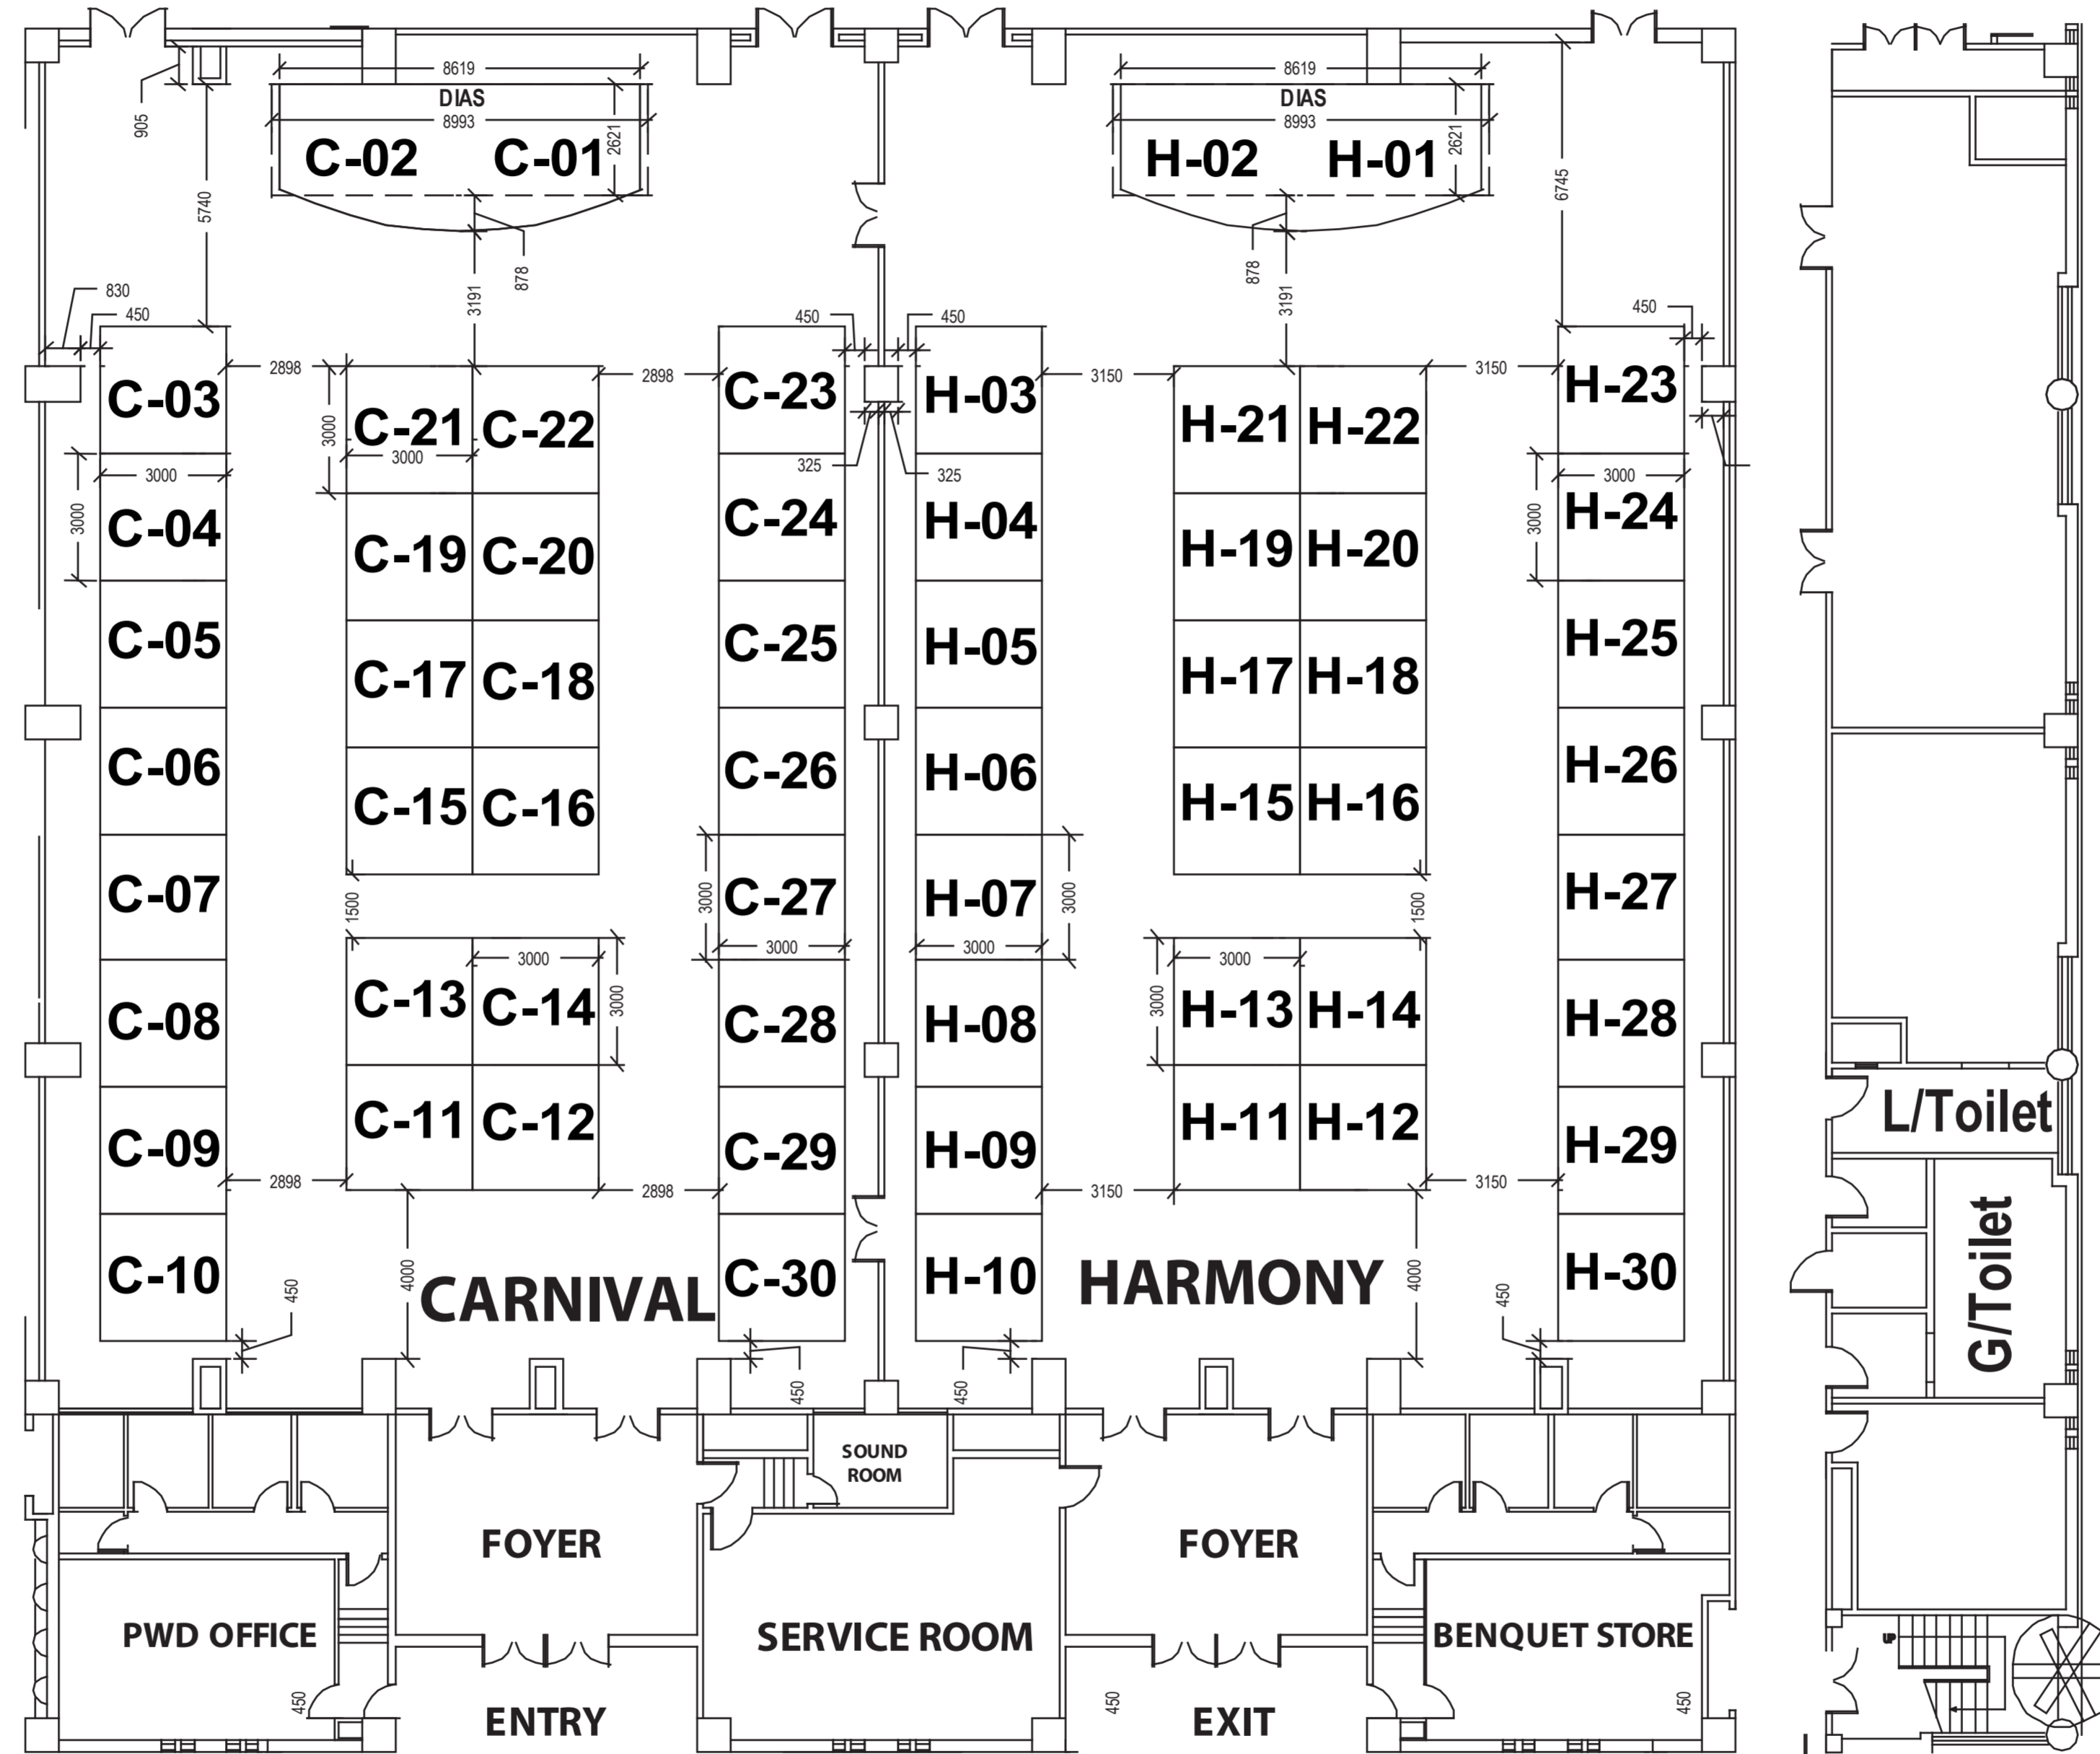 8619
DIAS
8993
2621
C-02 C-01
905
5740
878
3191
8619
DIAS
8993
2621
H-02 H-01
6745
878
3191
830
450
450
450
450
2898
2898
3150
3150
C-03
C-21 C-22
C-23
H-03
H-21 H-22
H-23
3000
3000
325
325
3000
3000
3000
3000
3000
C-04
C-19 C-20
C-24
H-04
H-19 H-20
H-24
C-05
C-17 C-18
C-25
H-05
H-17 H-18
H-25
C-06
C-15 C-16
C-26
H-06
H-15 H-16
H-26
C-07
1500
3000
C-27
3000
H-07
3000
3000
1500
H-27
C-08
C-13 C-14
3000
3000
C-28
H-08
3000
3000
H-13 H-14
H-28
C-09
C-11 C-12
C-29
H-09
H-11 H-12
H-29
2898
2898
3150
3150
C-10
450
4000
CARNIVAL
C-30
H-10
HARMONY
4000
450
H-30
450
450
L/Toilet
G/Toilet
SOUND
ROOM
FOYER
FOYER
PWD OFFICE
SERVICE ROOM
BENQUET STORE
UP
450
ENTRY
450
EXIT
450